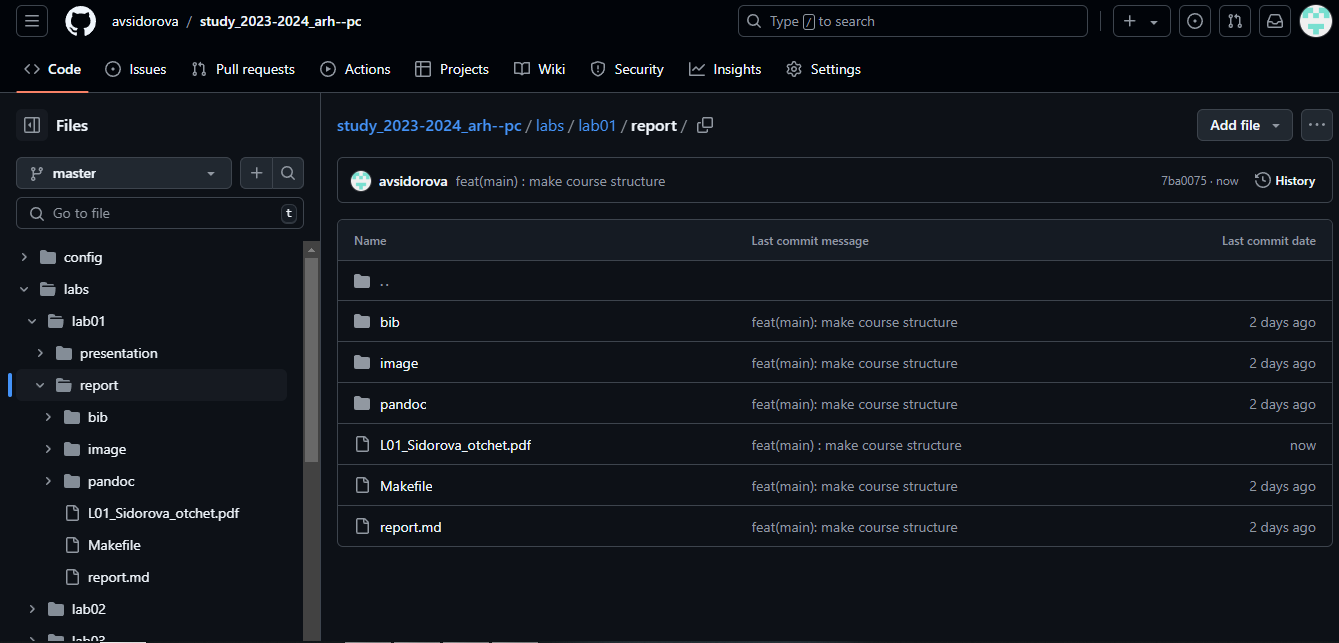 avsidorova / study_2023-2024_arh--pc
Type / to search
Code Issues Pull requests Actions Projects Wiki Security Insights Settings
Files
master
Go to file t
config
labs
lab01
presentation
report
bib
image
pandoc
L01_Sidorova_otchet.pdf
Makefile
report.md
lab02
lab03
study_2023-2024_arh--pc / labs / lab01 / report /
Add file
avsidorova feat(main) : make course structure 7ba0075 · now History
Name Last commit message Last commit date
..
bib feat(main): make course structure 2 days ago
image feat(main): make course structure 2 days ago
pandoc feat(main): make course structure 2 days ago
L01_Sidorova_otchet.pdf feat(main) : make course structure now
Makefile feat(main): make course structure 2 days ago
report.md feat(main): make course structure 2 days ago